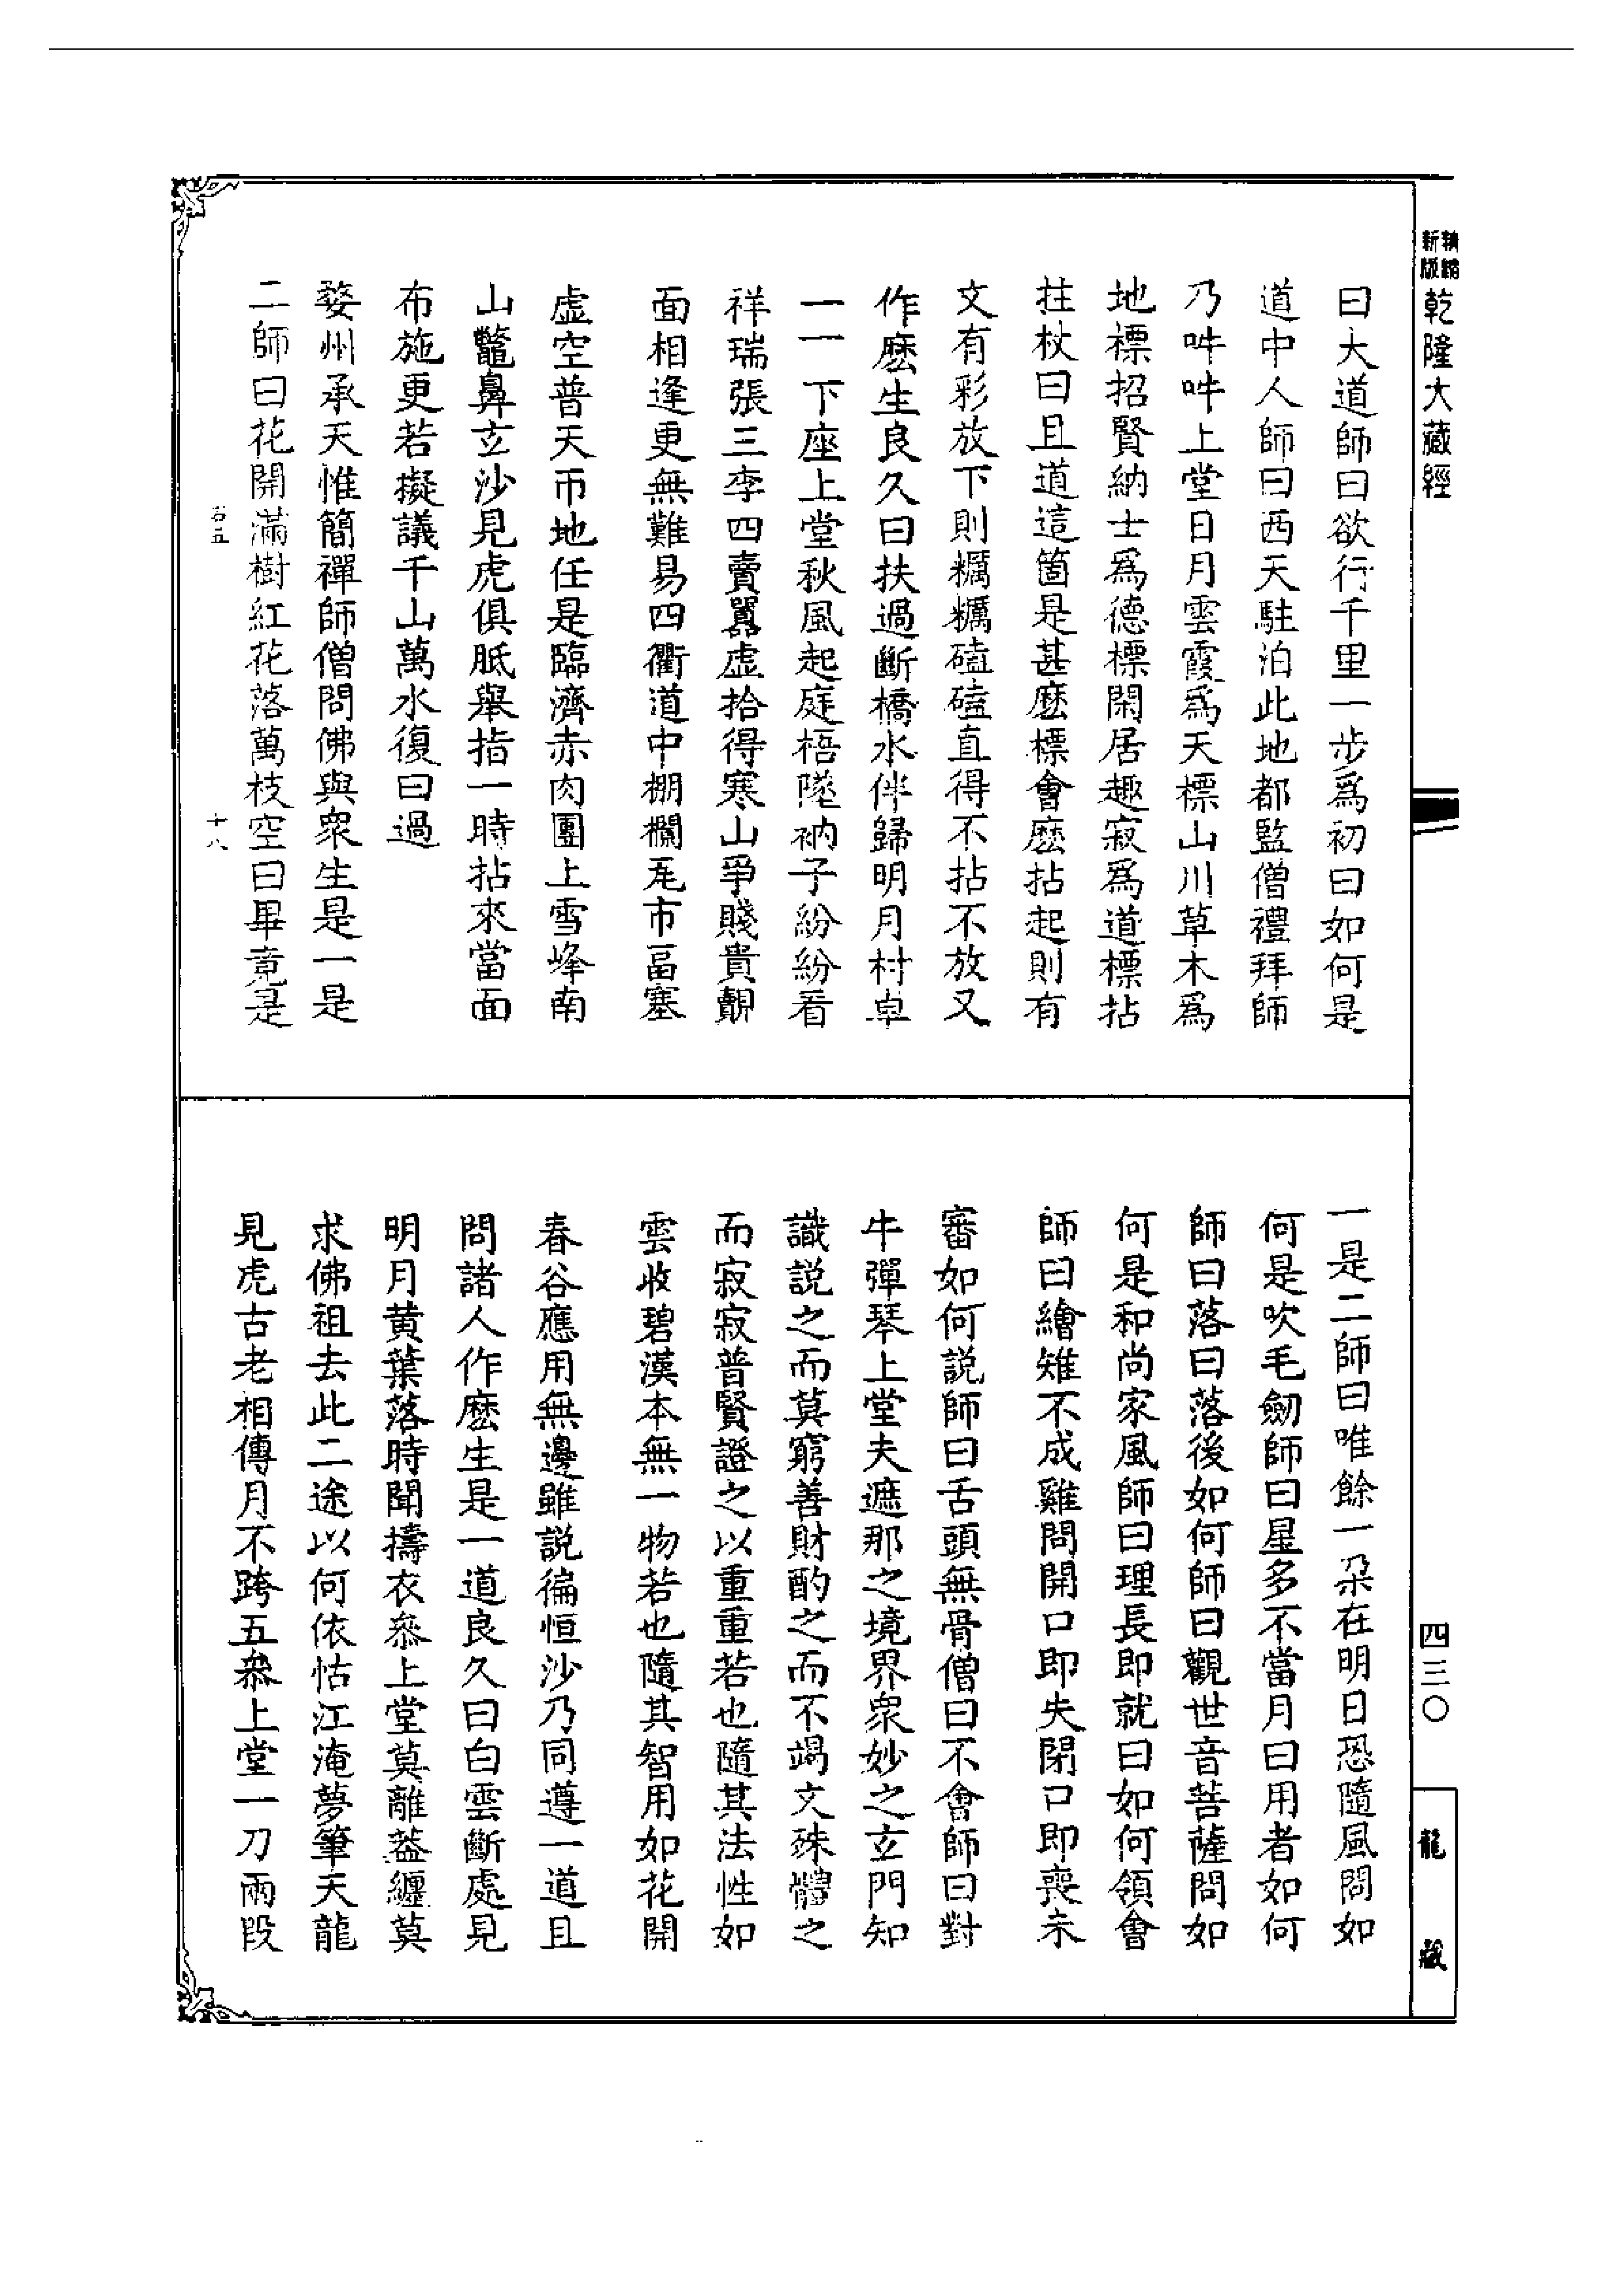 新版
精縮
乾隆大藏經
曰大道師曰欲行千里一步爲初曰如何是
道中人師曰西天駐泊此地都監僧禮拜師
乃吽吽上堂日月雲霞爲天標山川草木爲
地標招賢納士爲德標閑居趣寂爲道標拈
拄杖曰且道這箇是甚麽標會麽拈起則有
文有彩放下則糲糲磕磕直得不拈不放又
作麽生良久曰扶過斷橋水伴歸明月村卓
一一下座上堂秋風起庭梧墜衲子紛紛看
祥瑞張三李四賣嚚虛拾得寒山爭賤貴覿
面相逢更無難易四衢道中棚欄瓦市畐塞
虛空普天帀地任是臨濟赤肉團上雪峰南
山鼈鼻玄沙見虎俱胝舉指一時拈來當面
布施更若擬議千山萬水復曰過
婺州承天惟簡禪師僧問佛與衆生是一是
二師曰花開滿樹紅花落萬枝空曰畢竟是
十八
一是二師曰唯餘一朶在明日恐隨風問如
何是吹毛劒師曰星多不當月曰用者如何
師曰落曰落後如何師曰觀世音菩薩問如
何是和尚家風師曰理長即就曰如何領會
師曰繪雉不成雞問開口即失閉口即喪未
審如何說師曰舌頭無骨僧曰不會師曰對
牛彈琴上堂夫遮那之境界衆妙之玄門知
識說之而莫窮善財酌之而不竭文殊體之
而寂寂普賢證之以重重若也隨其法性如
雲收碧漢本無一物若也隨其智用如花開
春谷應用無邊雖說徧恒沙乃同遵一道且
問諸人作麽生是一道良久曰白雲斷處見
明月黄葉落時聞擣衣叅上堂莫離葢纏莫
求佛祖去此二途以何依怙江淹夢筆天龍
見虎古老相傳月不跨五叅上堂一刀兩段
四三〇
龍藏